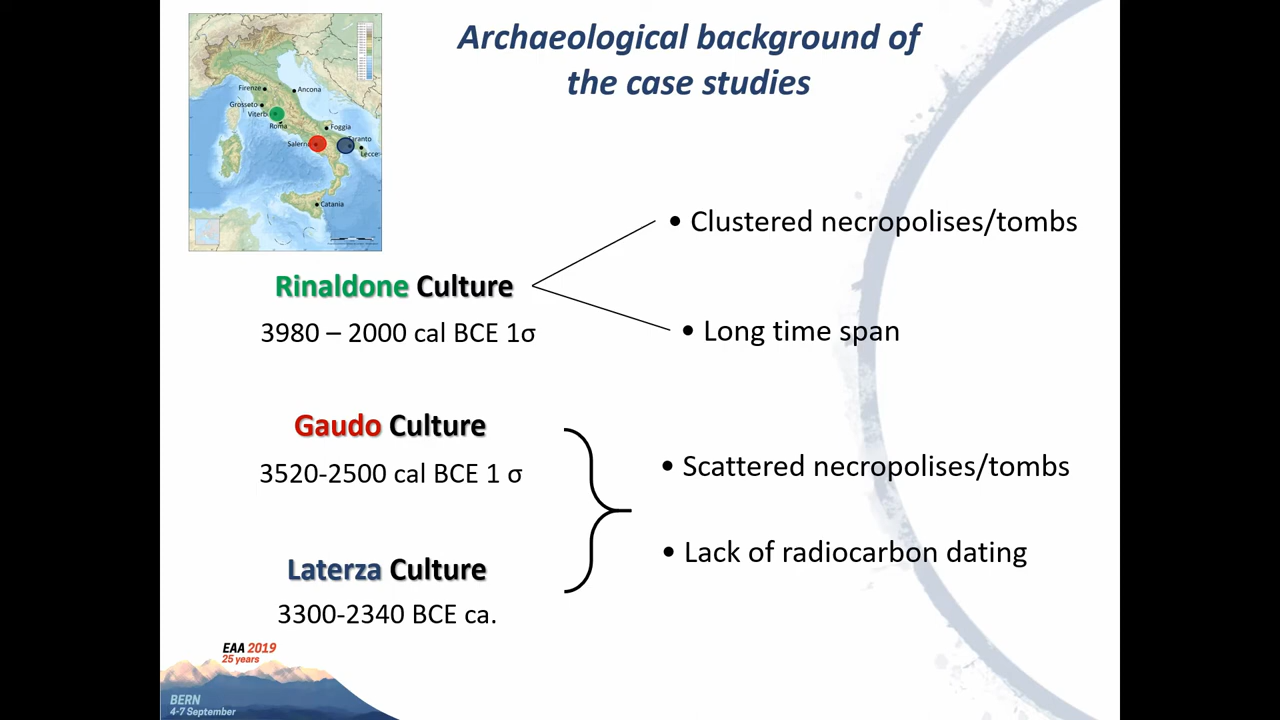 Archaeological background of
the case studies
Firenze
Ancona
Grosseto
Viterb
Roma
Foggia
Salerno
Taranto
Lecce
Catania
• Clustered necropolises/tombs
Rinaldone Culture
3980 – 2000 cal BCE 1σ
• Long time span
Gaudo Culture
3520-2500 cal BCE 1 σ
• Scattered necropolises/tombs
• Lack of radiocarbon dating
Laterza Culture
3300-2340 BCE ca.
EAA 2019
25 years
BERN
4-7 September